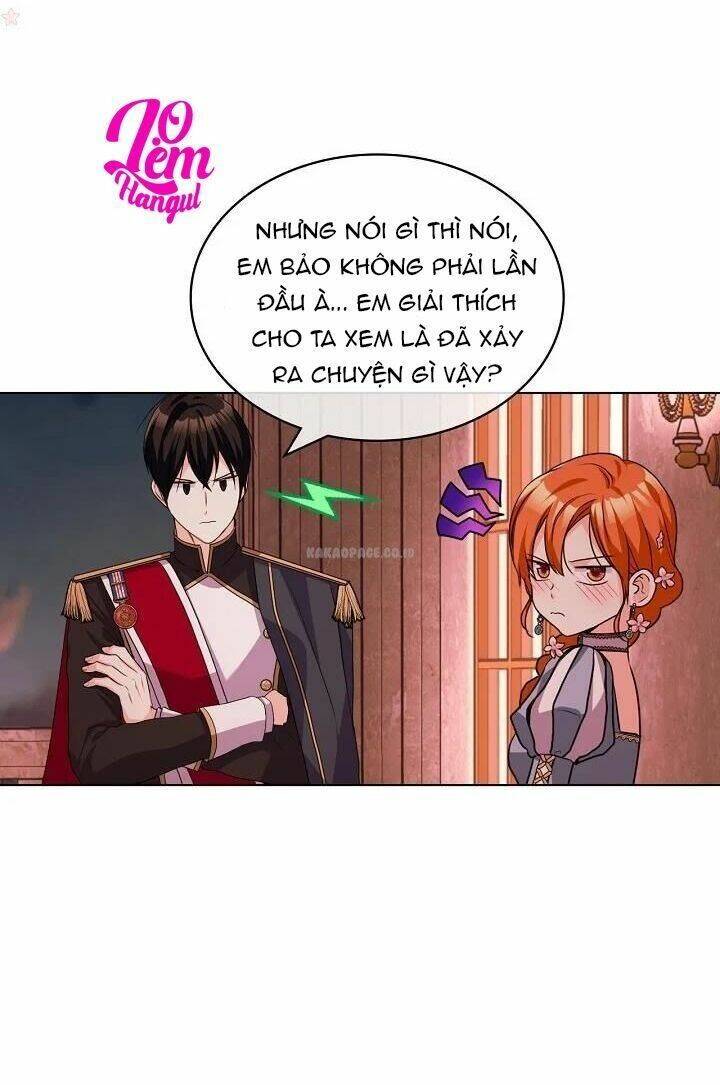 Lọ
Lem
Hangul
NHƯNG NÓI GÌ THÌ NÓI,
EM BẢO KHÔNG PHẢI LẦN
ĐẦU À... EM GIẢI THÍCH
CHO TA XEM LÀ ĐÃ XẢY
RA CHUYỆN GÌ VẬY?
KAKAOPAGE.CO.ID